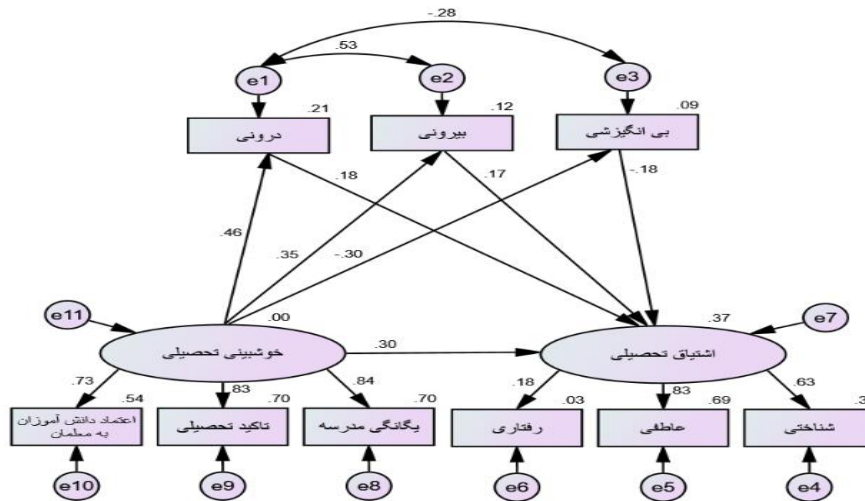 -.28
.53
e1
e2
e3
.21
.12
.09
درونی
بیرونی
بی انگیزشی
.18
.17
-.18
.46
.35
-.30
e11
.00
.37
e7
خوشبینی تحصیلی
.30
اشتیاق تحصیلی
.73
.54
83
.70
.84
.70
.18
.03
83
.69
.63
.3
اعتماد دانش آموزان
به معلمان
تاکید تحصیلی
یگانگی مدرسه
رفتاری
عاطفی
شناختی
e10
e9
e8
e6
e5
e4